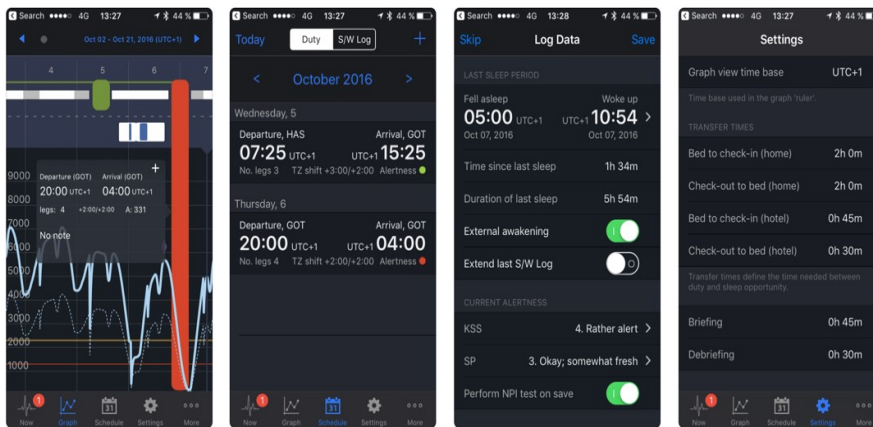 Search 4G 13:27 44 %
Oct 02 - Oct 21, 2016 (UTC+1)
4 5 6 7
9000
8000
7000
6000
5000
4000
3000
2000
1000
Departure (GOT) Arrival (GOT) +
20:00 UTC+1 04:00 UTC+1
legs: 4 +2:00/+2:00 A: 331
No note
1
Now Graph Schedule Settings More
Search 4G 13:27 44 %
Today Duty S/W Log +
< October 2016 >
Wednesday, 5
Departure, HAS Arrival, GOT
07:25 UTC+1 UTC+1 15:25
No. legs 3 TZ shift +3:00/+2:00 Alertness
Thursday, 6
Departure, GOT Arrival, GOT
20:00 UTC+1 UTC+1 04:00
No. legs 4 TZ shift +2:00/+2:00 Alertness
1 31
Now Graph Schedule Settings More
Search 4G 13:28 44 %
Skip Log Data Save
LAST SLEEP PERIOD
Fell asleep Woke up
05:00 UTC+1 UTC+1 10:54 >
Oct 07, 2016 Oct 07, 2016
Time since last sleep 1h 34m
Duration of last sleep 5h 54m
External awakening
Extend last S/W Log
CURRENT ALERTNESS
KSS 4. Rather alert >
SP 3. Okay; somewhat fresh >
Perform NPI test on save
Search 4G 13:27 44 %
Settings
Graph view time base UTC+1
Time base used in the graph 'ruler'.
TRANSFER TIMES
Bed to check-in (home) 2h 0m
Check-out to bed (home) 2h 0m
Bed to check-in (hotel) 0h 45m
Check-out to bed (hotel) 0h 30m
Transfer times define the time needed between
duty and sleep opportunity.
Briefing 0h 45m
Debriefing 0h 30m
1 31
Now Graph Schedule Settings More